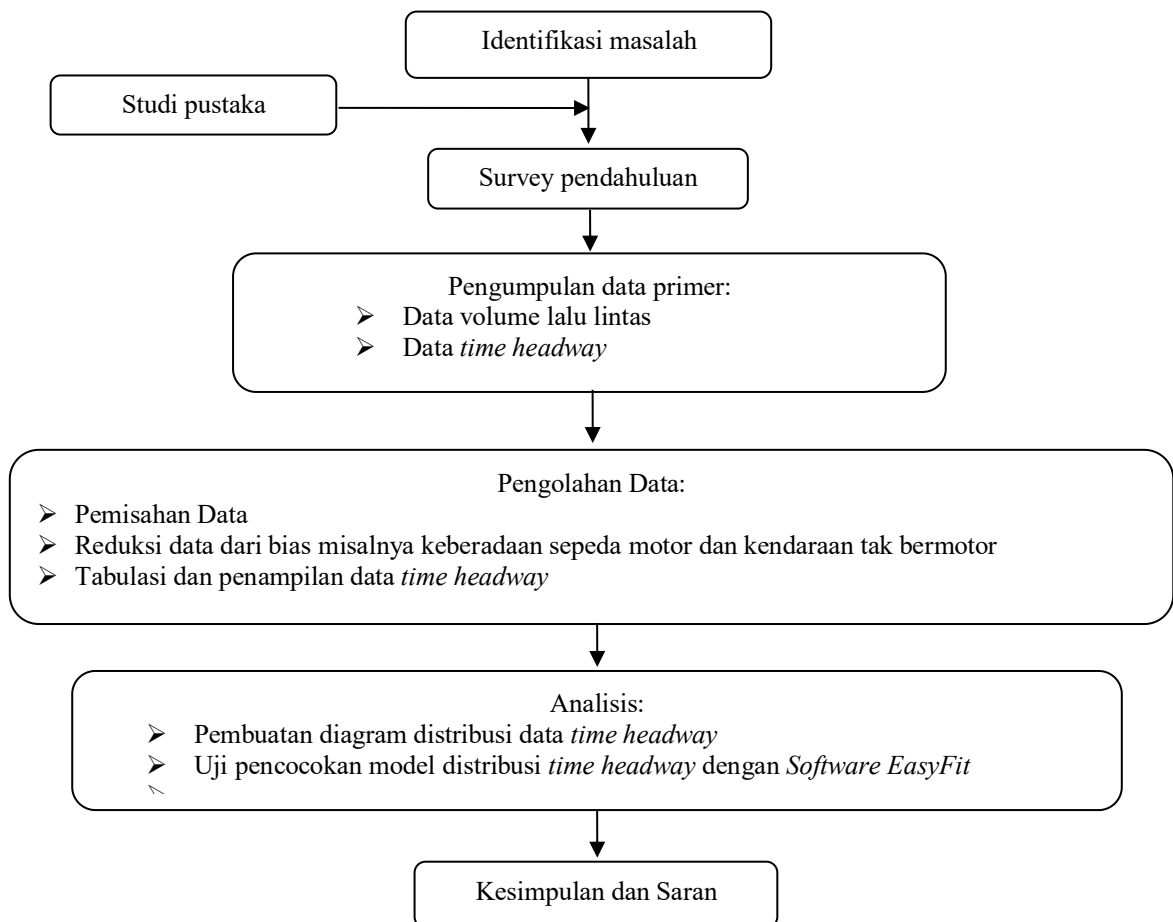 Identifikasi masalah
Studi pustaka
Survey pendahuluan
Pengumpulan data primer:
➢ Data volume lalu lintas
➢ Data time headway
Pengolahan Data:
➢ Pemisahan Data
➢ Reduksi data dari bias misalnya keberadaan sepeda motor dan kendaraan tak bermotor
➢ Tabulasi dan penampilan data time headway
Analisis:
➢ Pembuatan diagram distribusi data time headway
➢ Uji pencocokan model distribusi time headway dengan Software EasyFit
Kesimpulan dan Saran